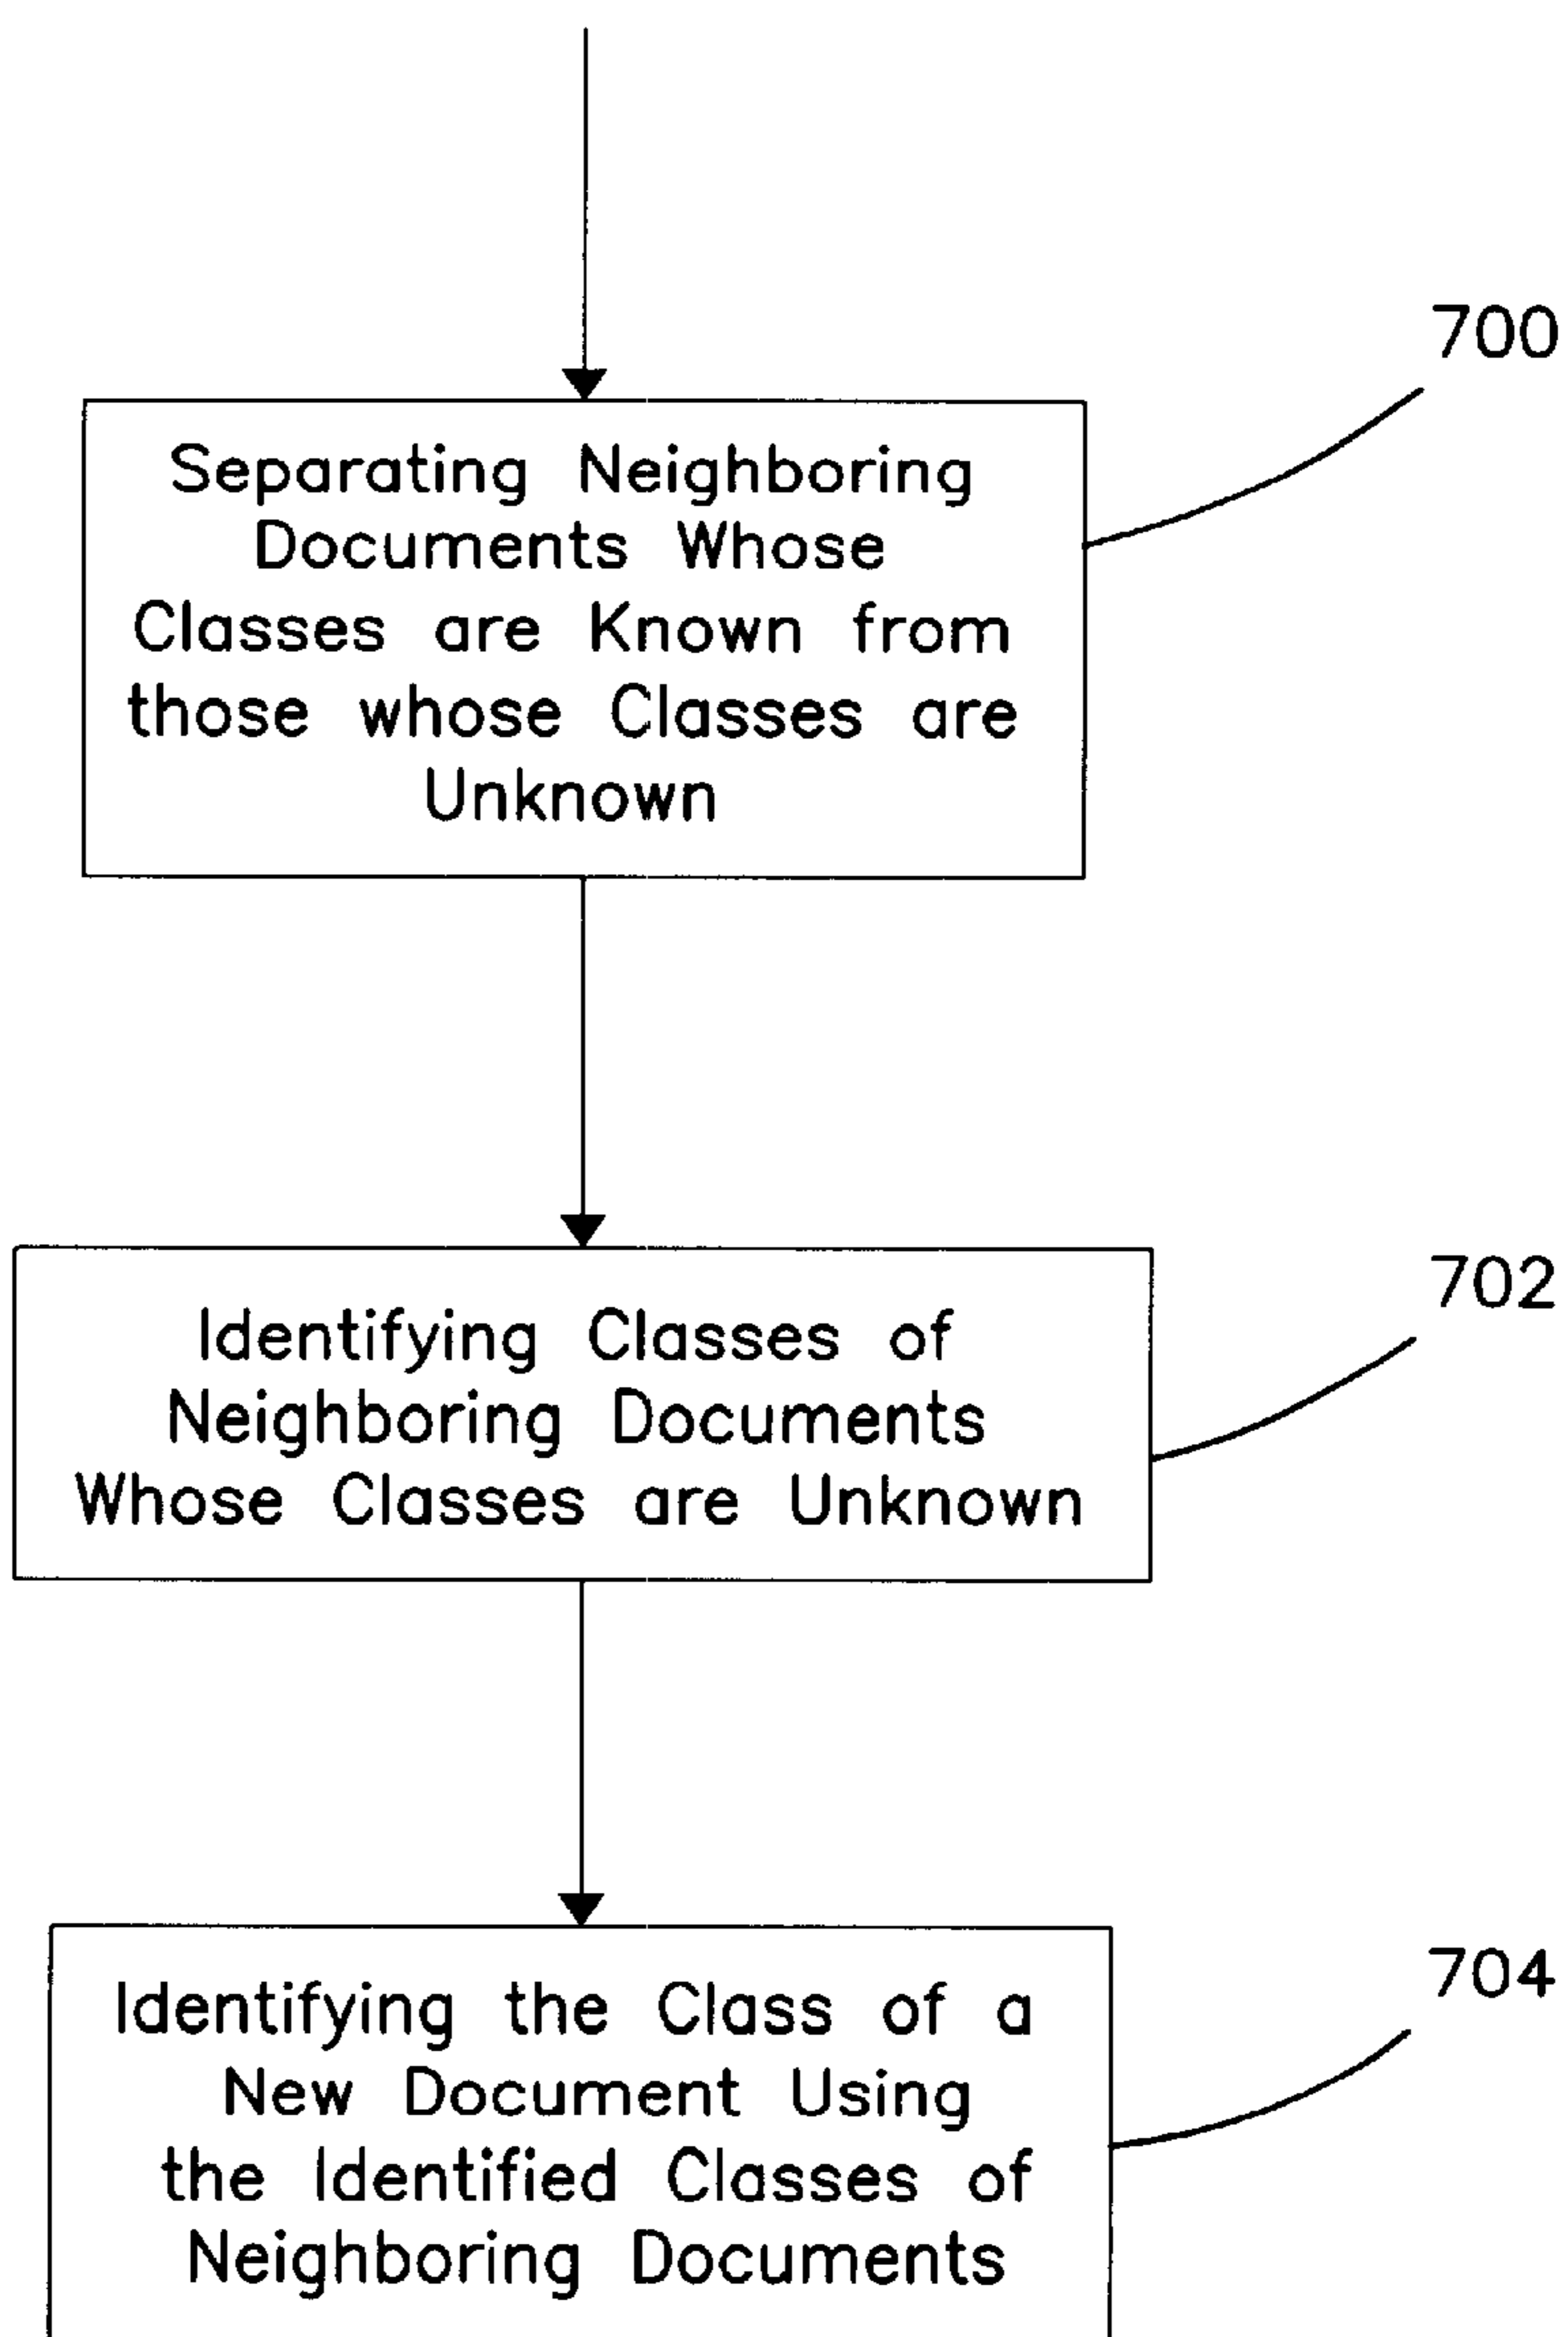 700
Separating Neighboring
Documents Whose
Classes are Known from
those whose Classes are
Unknown
702
Identifying Classes of
Neighboring Documents
Whose Classes are Unknown
704
Identifying the Class of a
New Document Using
the Identified Classes of
Neighboring Documents